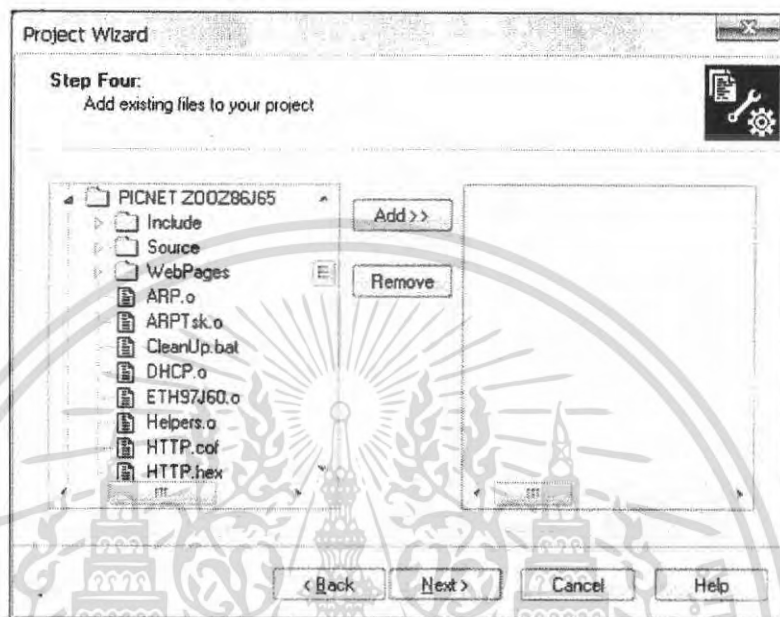 Project Wizard
Step Four:
Add existing files to your project
PICNET ZOOZ86J65
Include
Source
WebPages
ARP.o
ARPTsk.o
CleanUp.bat
DHCP.o
ETH97J60.o
Helpers.o
HTTP.cof
HTTP.hex
Add >>
Remove
< Back
Next >
Cancel
Help